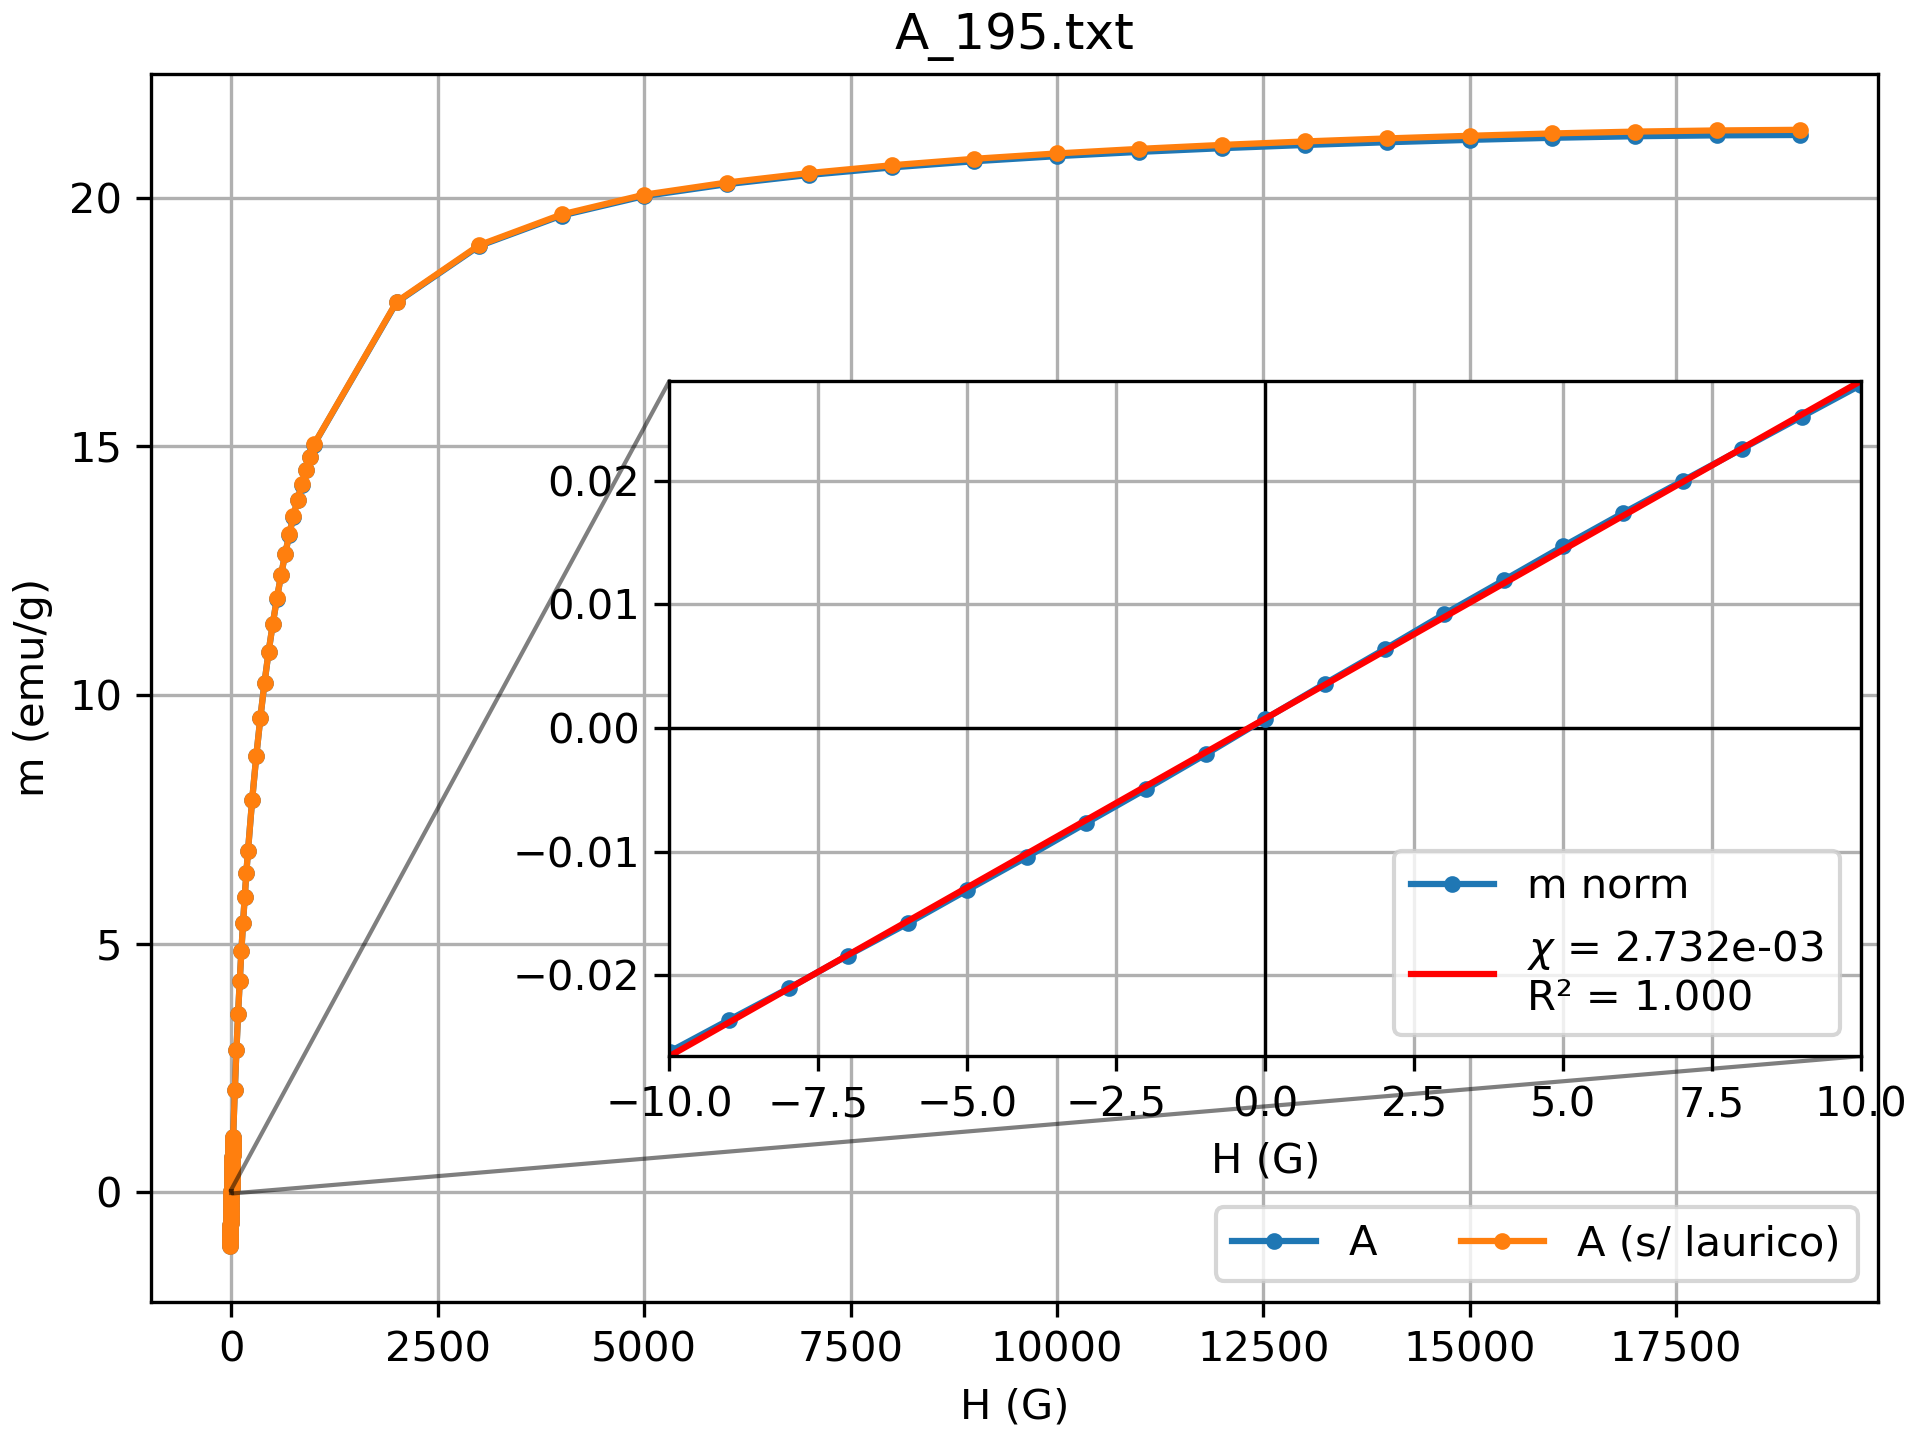 A_195.txt
m (emu/g)
20
15
10
5
0
0 2500 5000 7500 10000 12500 15000 17500
H (G)
0.02
0.01
0.00
−0.01
−0.02
−10.0 −7.5 −5.0 −2.5 0.0 2.5 5.0 7.5 10.0
H (G)
m norm
χ = 2.732e-03
R² = 1.000
A A (s/ laurico)